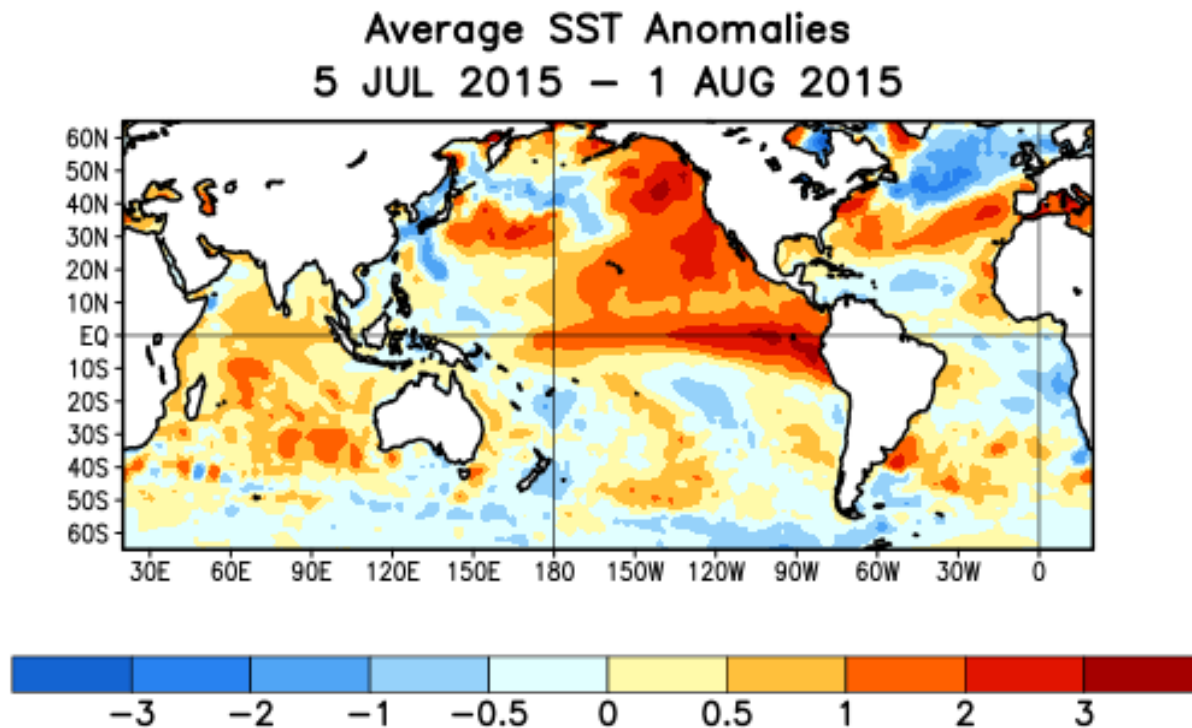 Average SST Anomalies
5 JUL 2015 – 1 AUG 2015
60N
50N
40N
30N
20N
10N
EQ
10S
20S
30S
40S
50S
60S
30E 60E 90E 120E 150E 180 150W 120W 90W 60W 30W 0
-3 -2 -1 -0.5 0 0.5 1 2 3